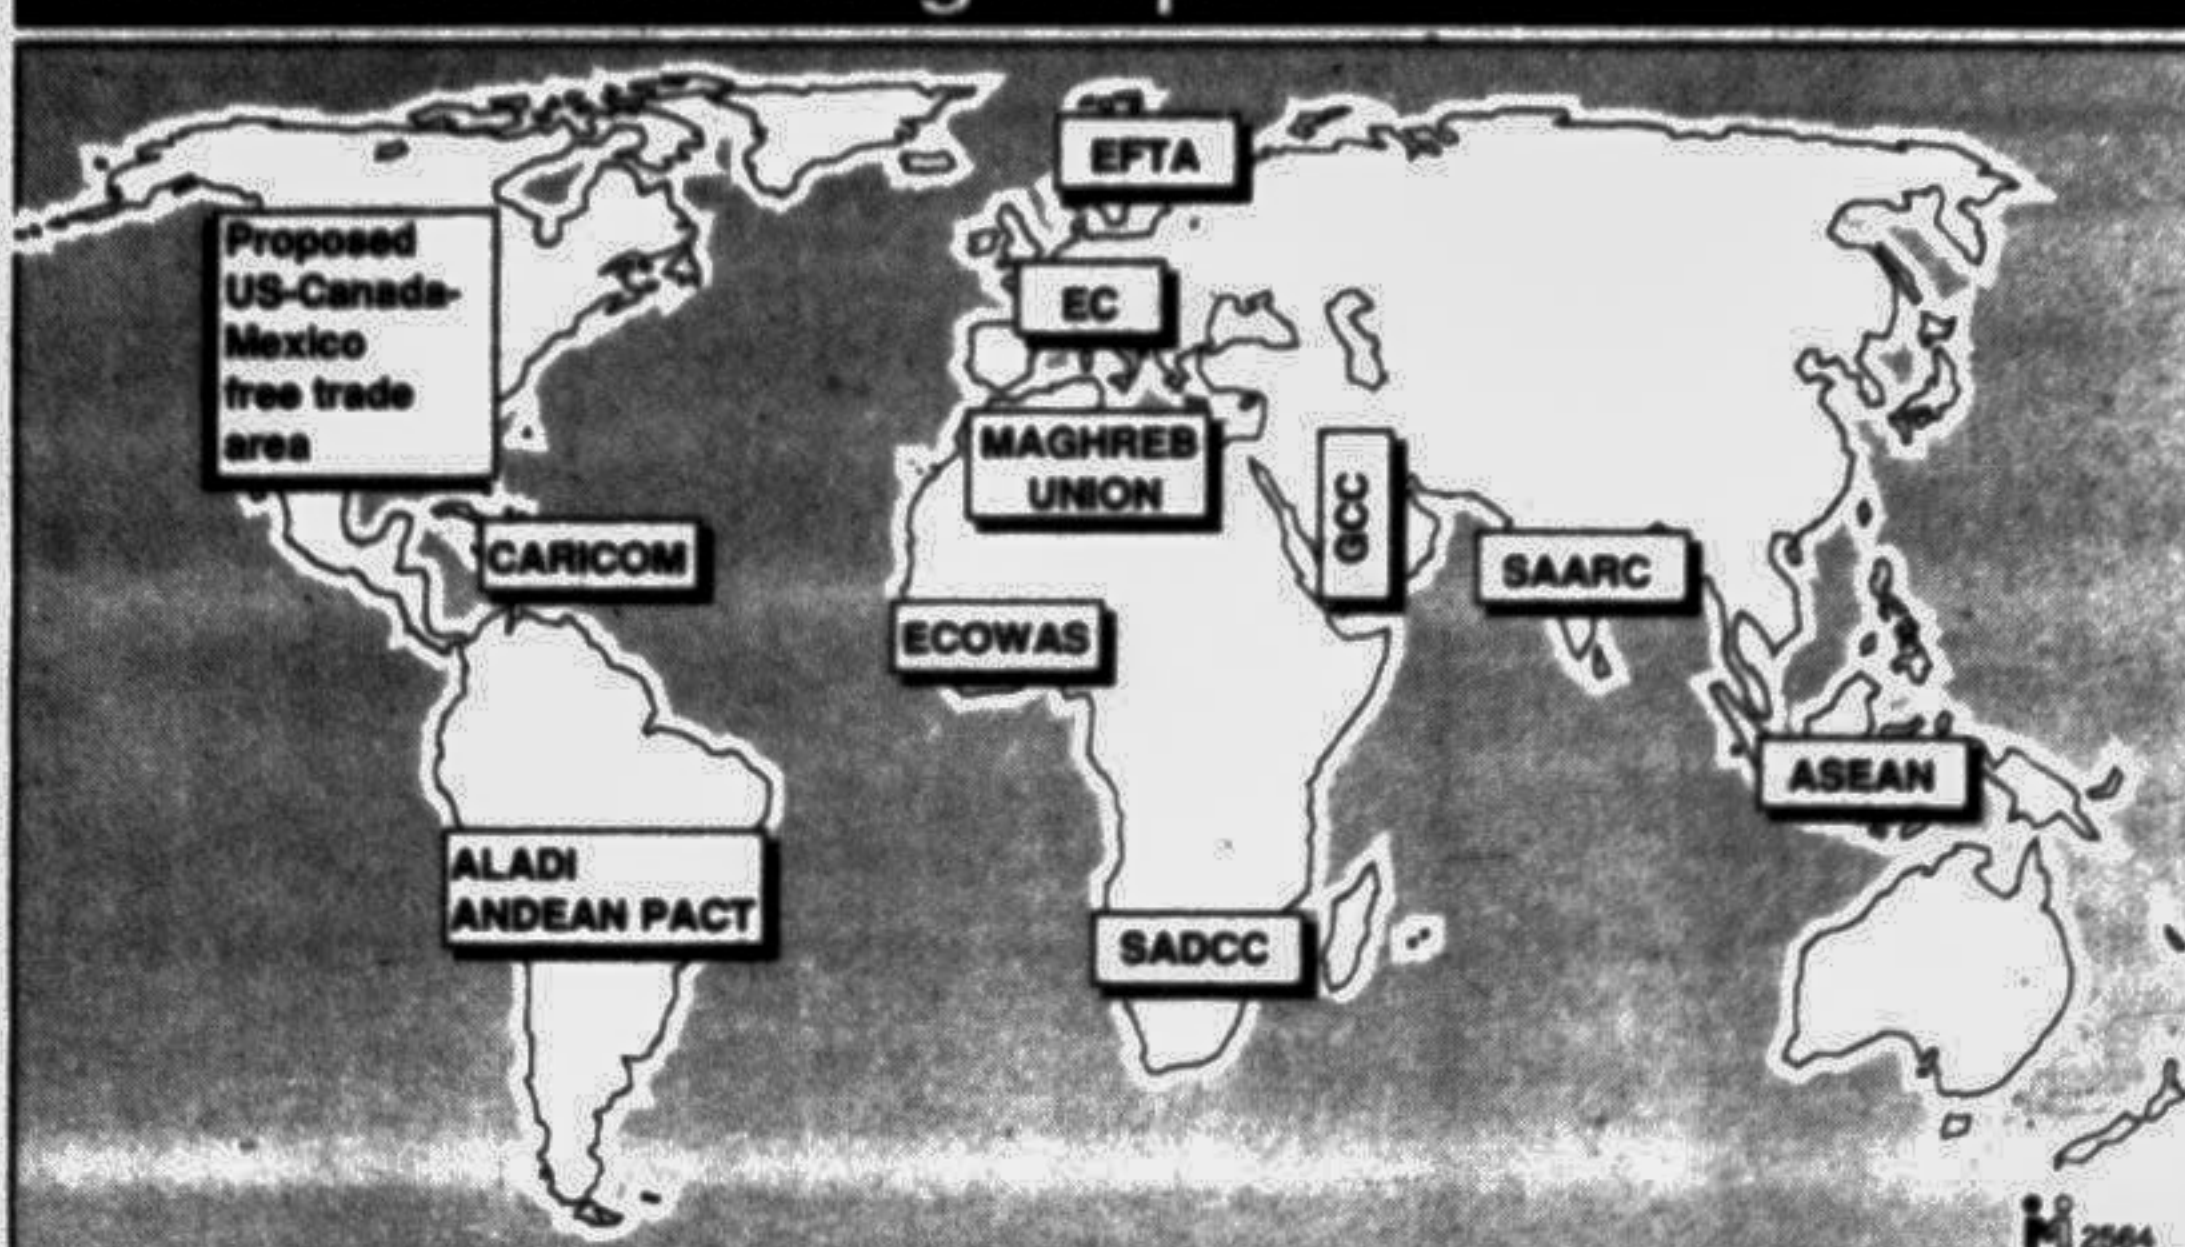 EFTA
Proposed
US-Canada-
Mexico
free trade
area
EC
MAGHREB
UNION
GCC
CARICOM
SAARC
ECOWAS
ASEAN
ALADI
ANDEAN PACT
SADCC
2564